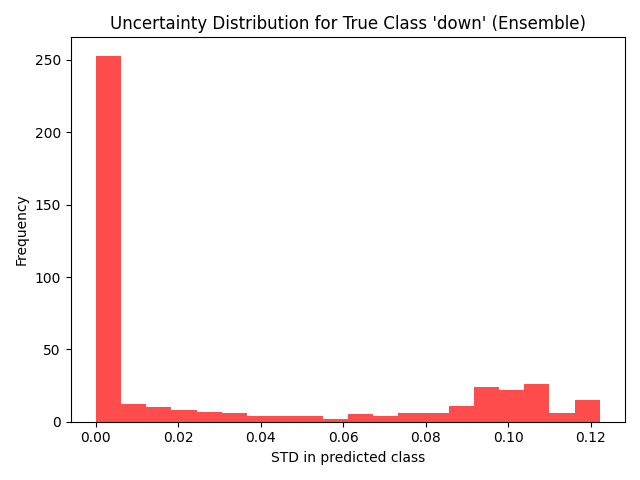 Uncertainty Distribution for True Class 'down' (Ensemble)
250
200
150
100
50
0
Frequency
0.00 0.02 0.04 0.06 0.08 0.10 0.12
STD in predicted class